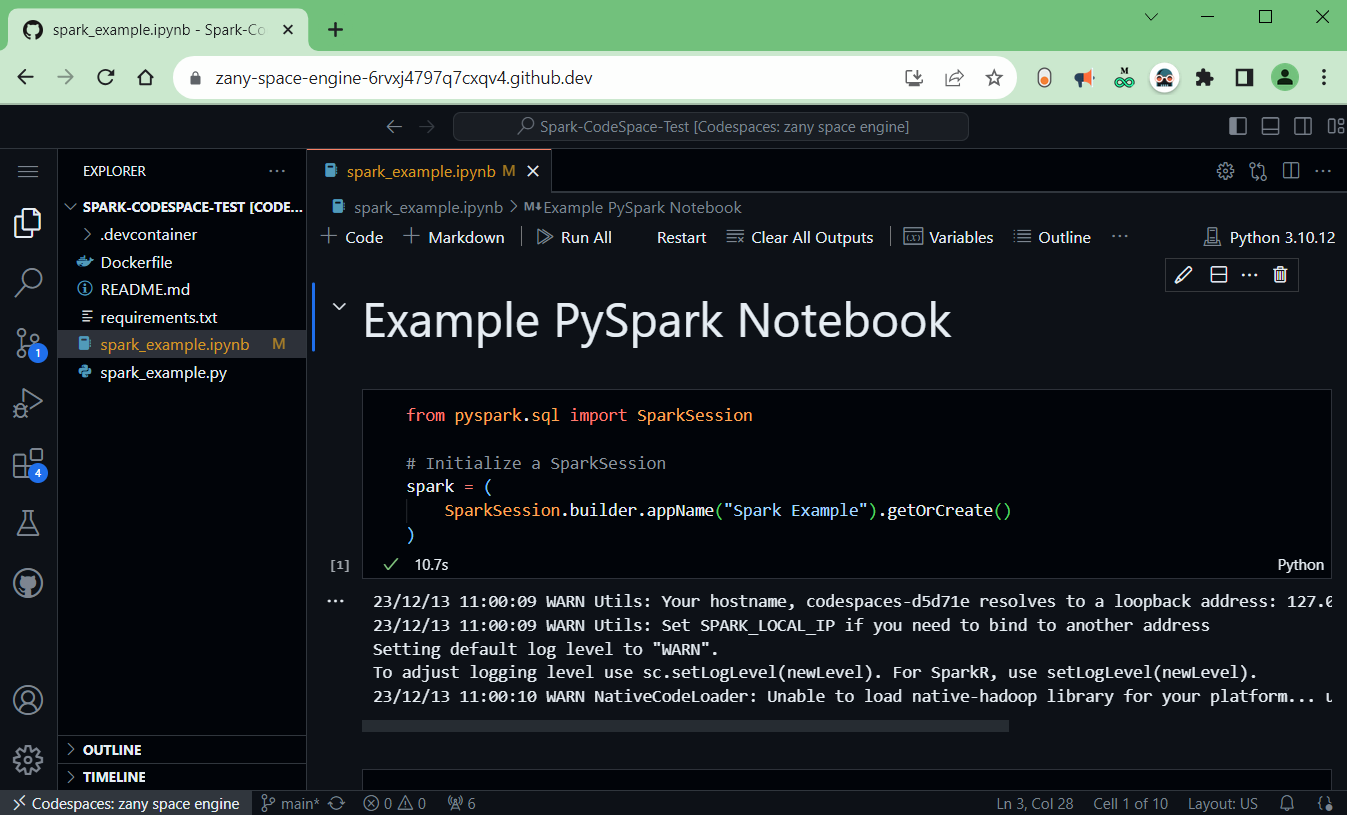 spark_example.ipynb - Spark-Co
zany-space-engine-6rvxj4797q7cxqv4.github.dev
M
Spark-CodeSpace-Test [Codespaces: zany space engine]
EXPLORER
SPARK-CODESPACE-TEST [CODE...
.devcontainer
Dockerfile
README.md
requirements.txt
spark_example.ipynb M
spark_example.py
OUTLINE
TIMELINE
1
4
spark_example.ipynb M
spark_example.ipynb > M↓ Example PySpark Notebook
+ Code + Markdown Run All Restart Clear All Outputs Variables Outline ... Python 3.10.12
Example PySpark Notebook
from pyspark.sql import SparkSession
# Initialize a SparkSession
spark = (
SparkSession.builder.appName("Spark Example").getOrCreate()
)
[1] 10.7s Python
23/12/13 11:00:09 WARN Utils: Your hostname, codespaces-d5d71e resolves to a loopback address: 127.0
23/12/13 11:00:09 WARN Utils: Set SPARK_LOCAL_IP if you need to bind to another address
Setting default log level to "WARN".
To adjust logging level use sc.setLogLevel(newLevel). For SparkR, use setLogLevel(newLevel).
23/12/13 11:00:10 WARN NativeCodeLoader: Unable to load native-hadoop library for your platform... u
Codespaces: zany space engine main* 0 0 6 Ln 3, Col 28 Cell 1 of 10 Layout: US